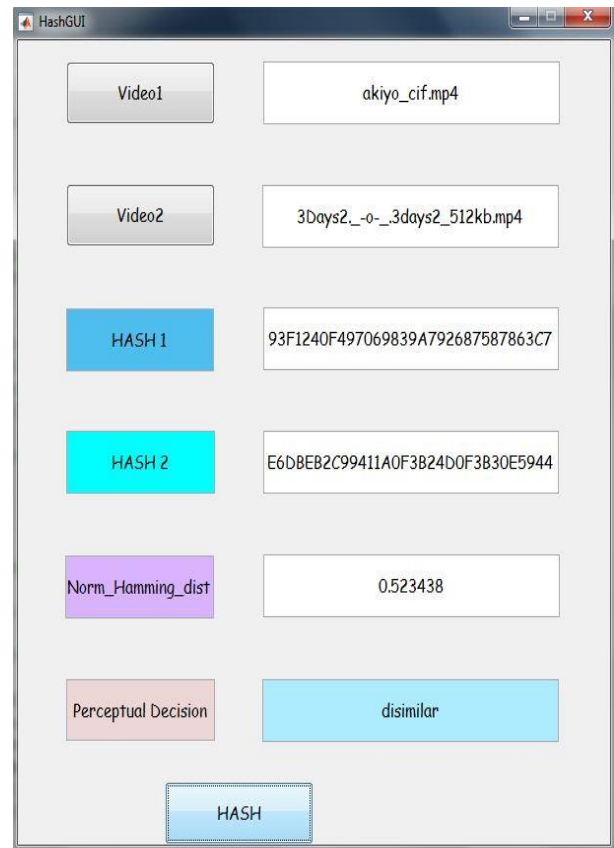 HashGUI
Video1
akiyo_cif.mp4
Video2
3Days2._-o-_.3days2_512kb.mp4
HASH 1
93F1240F497069839A792687587863C7
HASH 2
E6DBEB2C99411A0F3B24D0F3B30E5944
Norm_Hamming_dist
0.523438
Perceptual Decision
disimilar
HASH